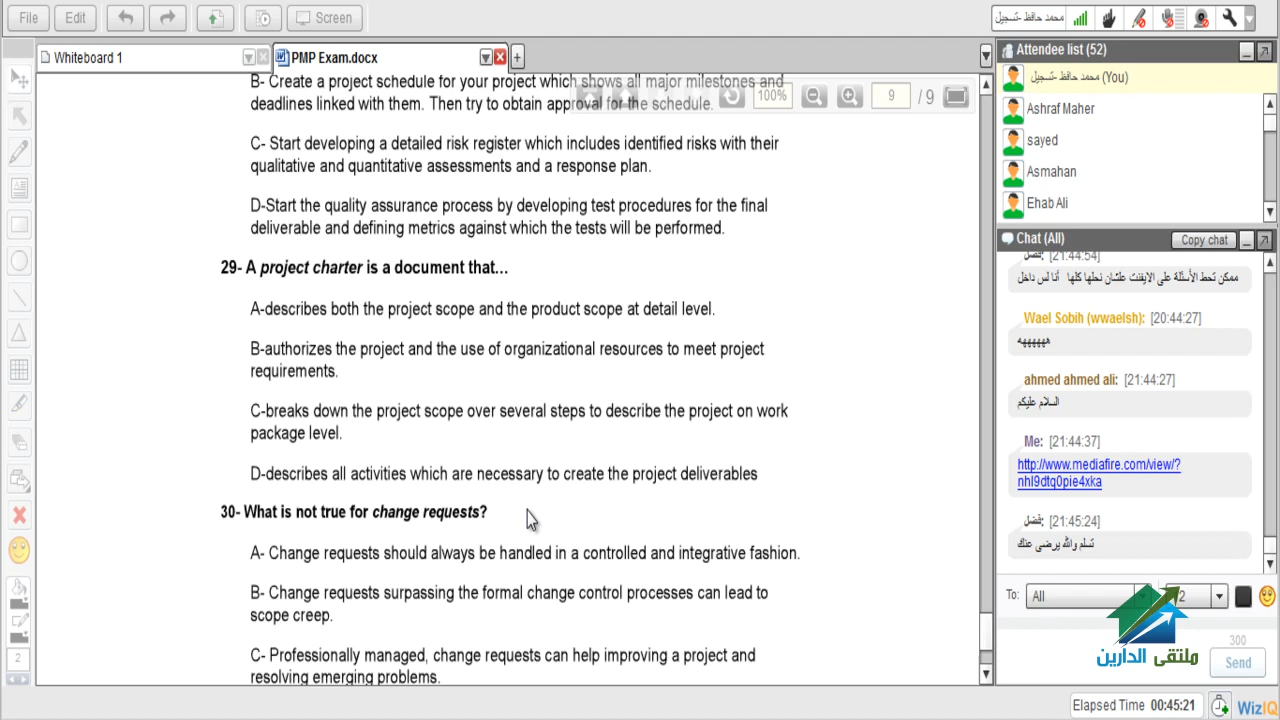 File
Edit
Screen
محمد حافظ -تسجيل
Whiteboard 1
PMP Exam.docx
+
B- Create a project schedule for your project which shows all major milestones and
deadlines linked with them. Then try to obtain approval for the schedule.
100%
9
/ 9
C- Start developing a detailed risk register which includes identified risks with their
qualitative and quantitative assessments and a response plan.
D-Start the quality assurance process by developing test procedures for the final
deliverable and defining metrics against which the tests will be performed.
29- A project charter is a document that...
A-describes both the project scope and the product scope at detail level.
B-authorizes the project and the use of organizational resources to meet project
requirements.
C-breaks down the project scope over several steps to describe the project on work
package level.
D-describes all activities which are necessary to create the project deliverables
30- What is not true for change requests?
A- Change requests should always be handled in a controlled and integrative fashion.
B- Change requests surpassing the formal change control processes can lead to
scope creep.
C- Professionally managed, change requests can help improving a project and
resolving emerging problems.
2
Attendee list (52)
محمد حافظ -تسجيل (You)
Ashraf Maher
sayed
Asmahan
Ehab Ali
Chat (All)
Copy chat
فضل: [21:44:54]
ممكن تحط الأسئلة على الايفنت علشان نحلها كلها أنا لس داخل
Wael Sobih (wwaelsh): [20:44:27]
هههههه
ahmed ahmed ali: [21:44:27]
السلام عليكم
Me: [21:44:37]
http://www.mediafire.com/view/?
nhl9dtq0pie4xka
فضل: [21:45:24]
تسلم والله يرضى عنك
To:
All
2
ملتقى الدارين
300
Send
Elapsed Time 00:45:21
WizIQ